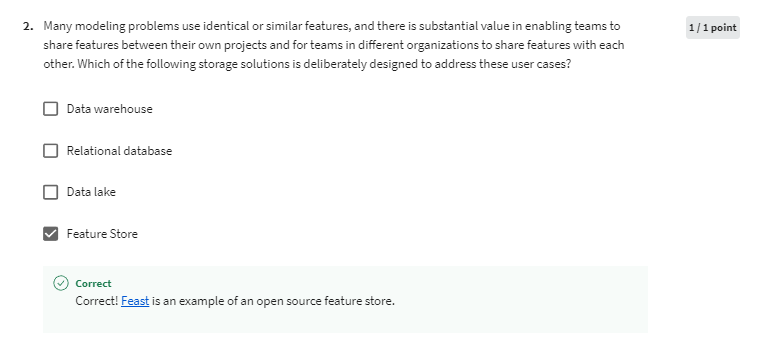 2. Many modeling problems use identical or similar features, and there is substantial value in enabling teams to
1 / 1 point
share features between their own projects and for teams in different organizations to share features with each
other. Which of the following storage solutions is deliberately designed to address these user cases?
Data warehouse
Relational database
Data lake
Feature Store
Correct
Correct! Feast is an example of an open source feature store.